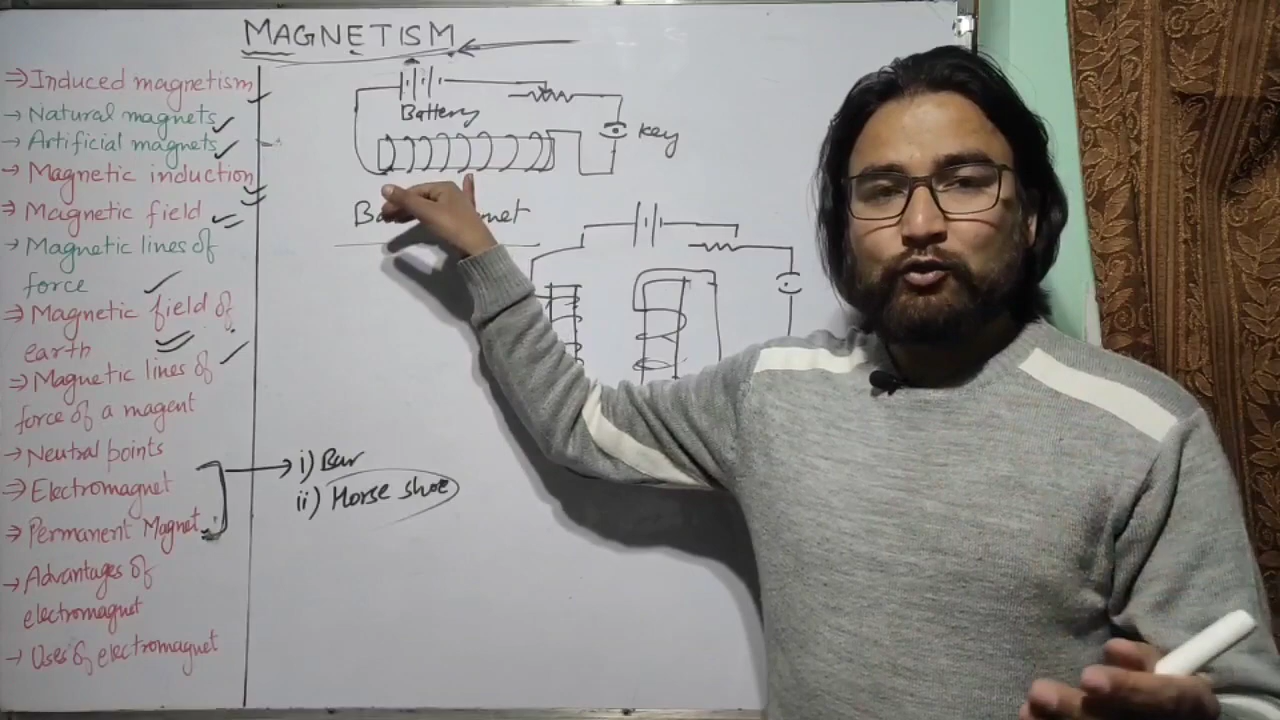 MAGNETISM
⇒ Induced magnetism
→ Natural magnets
→ Artificial magnets
→ Magnetic induction
⇒ Magnetic field
→ Magnetic lines of
force
⇒ Magnetic field of
earth
⇒ Magnetic lines of
force of a magent
→ Neutral points
⇒ Electromagnet
→ Permanent Magnet
→ Advantages of
electromagnet
→ Uses of electromagnet
Battery
Key
i) Bar
ii) Horse shoe